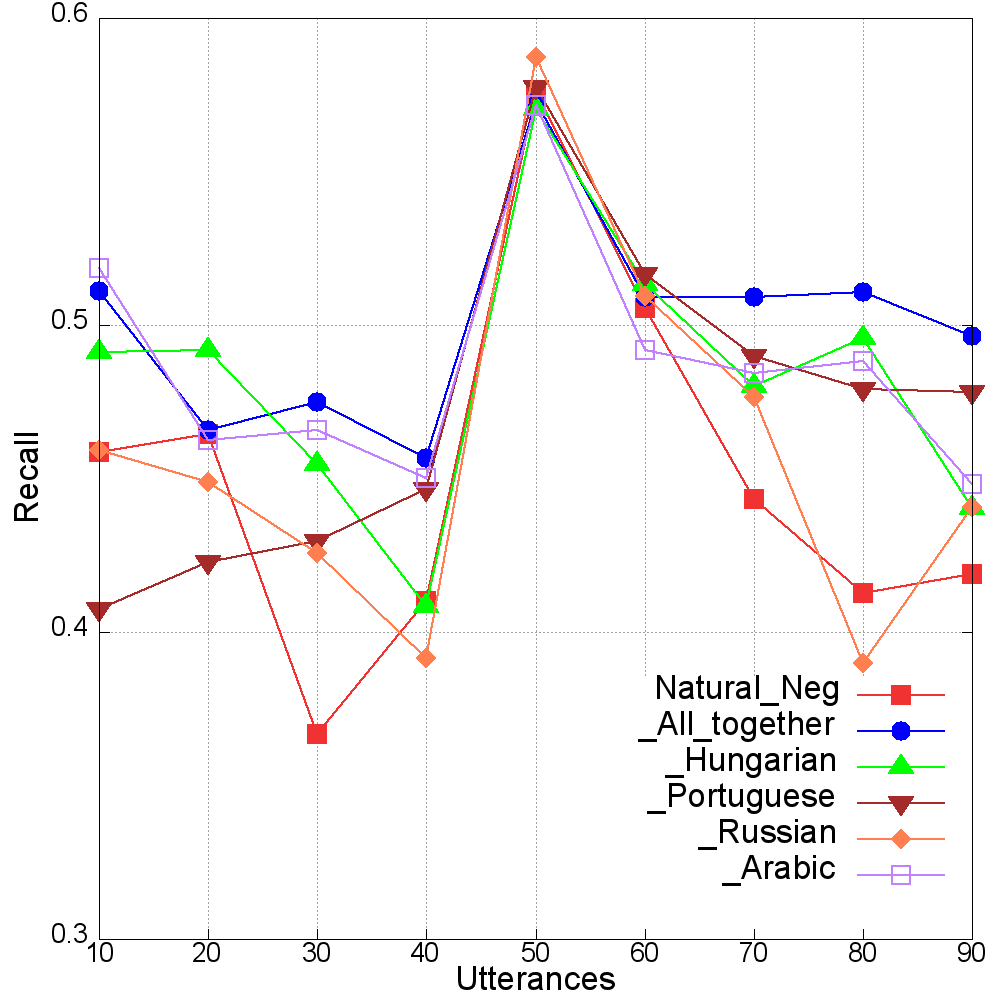 0.6
0.5
0.4
0.3
Recall
Natural_Neg
_All_together
_Hungarian
_Portuguese
_Russian
_Arabic
10 20 30 40 50 60 70 80 90
Utterances